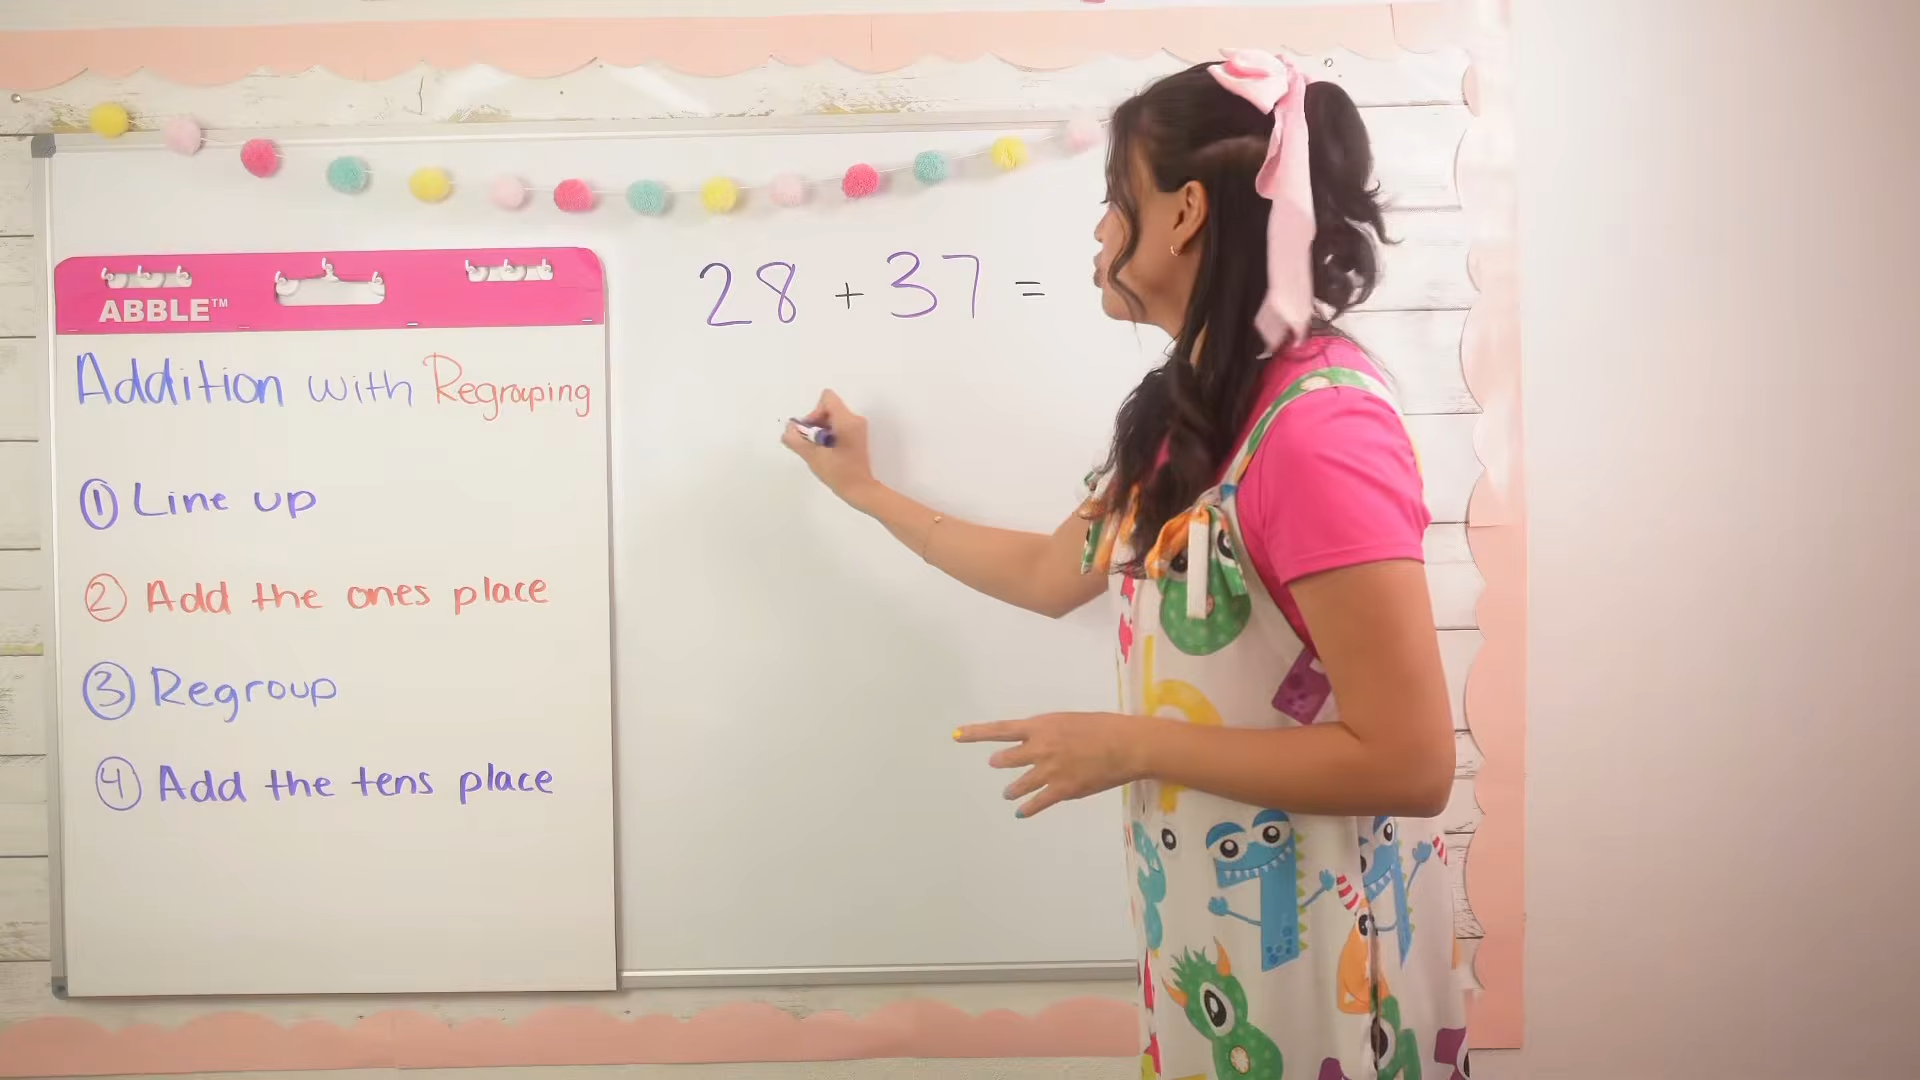 ABBLE™
Addition with Regrouping
① Line up
② Add the ones place
③ Regroup
④ Add the tens place
28 + 37 =